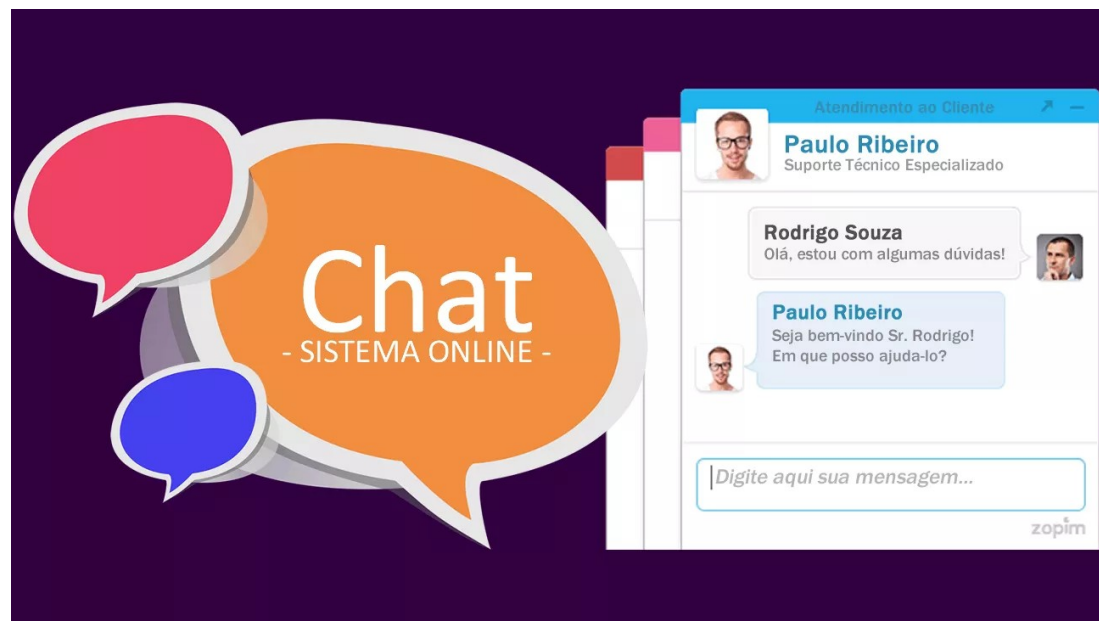 Chat
- SISTEMA ONLINE -
Atendimento ao Cliente
Paulo Ribeiro
Suporte Técnico Especializado
Rodrigo Souza
Olá, estou com algumas dúvidas!
Paulo Ribeiro
Seja bem-vindo Sr. Rodrigo!
Em que posso ajuda-lo?
Digite aqui sua mensagem...
zopim